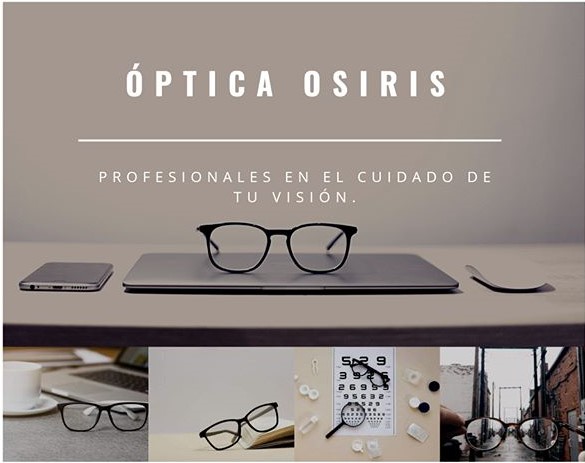 ÓPTICA OSIRIS
PROFESIONALES EN EL CUIDADO DE
TU VISIÓN.